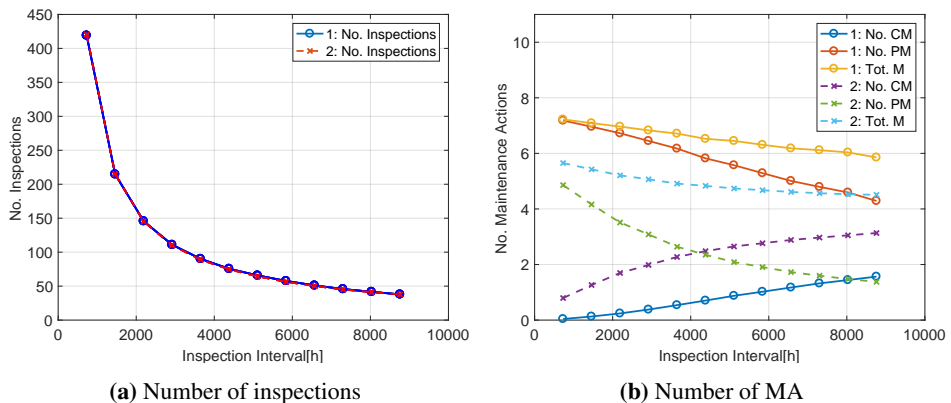 450
400
350
300
250
200
150
100
50
0
No. Inspections
1: No. Inspections
2: No. Inspections
0 2000 4000 6000 8000 10000
Inspection Interval[h]
(a) Number of inspections
10
8
6
4
2
0
No. Maintenance Actions
1: No. CM
1: No. PM
1: Tot. M
2: No. CM
2: No. PM
2: Tot. M
0 2000 4000 6000 8000 10000
Inspection Interval[h]
(b) Number of MA